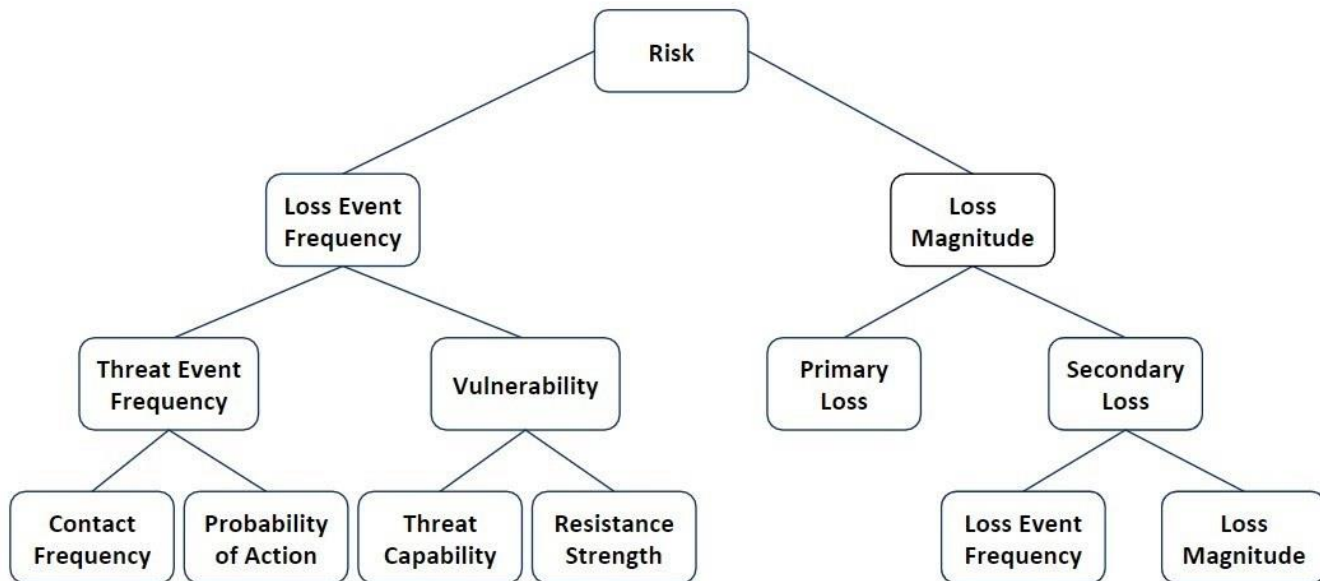 Risk
Loss Event
Frequency
Loss
Magnitude
Threat Event
Frequency
Vulnerability
Primary
Loss
Secondary
Loss
Contact
Frequency
Probability
of Action
Threat
Capability
Resistance
Strength
Loss Event
Frequency
Loss
Magnitude